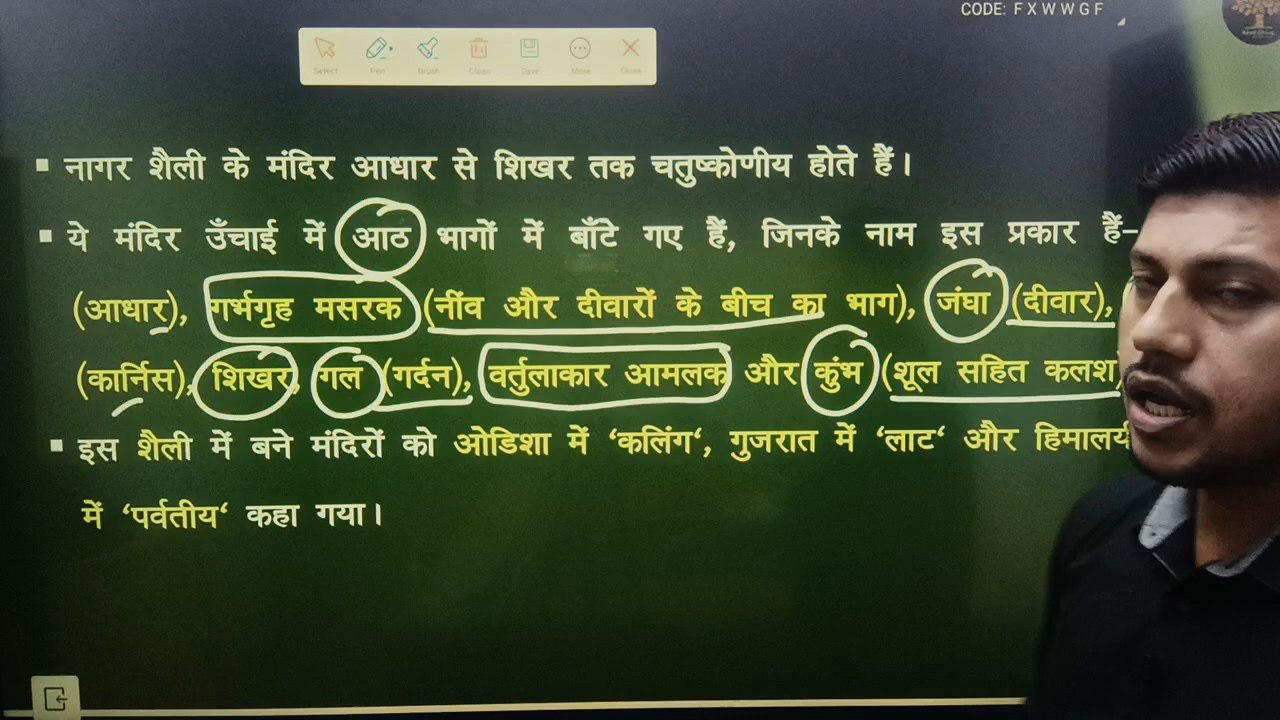 CODE: F X W W G F
Select Pen Brush Clean Save More Close
▪ नागर शैली के मंदिर आधार से शिखर तक चतुष्कोणीय होते हैं।
▪ ये मंदिर उँचाई में आठ भागों में बाँटे गए हैं, जिनके नाम इस प्रकार हैं–
(आधार), गर्भगृह मसरक (नींव और दीवारों के बीच का भाग), जंघा (दीवार),
(कार्निस), शिखर, गल (गर्दन), वर्तुलाकार आमलक और कुंभ (शूल सहित कलश)
▪ इस शैली में बने मंदिरों को ओडिशा में ‘कलिंग‘, गुजरात में ‘लाट‘ और
में ‘पर्वतीय‘ कहा गया।